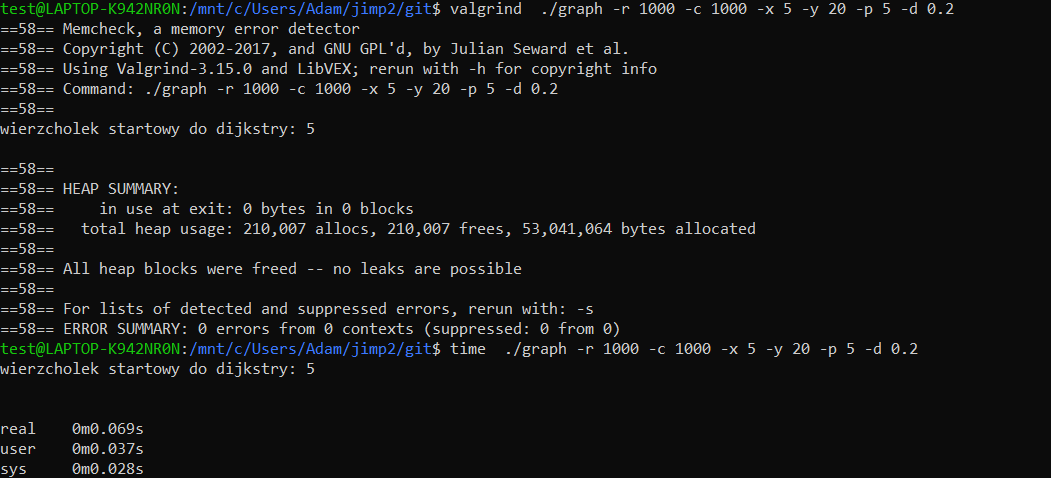 test@LAPTOP-K942NR0N:/mnt/c/Users/Adam/jimp2/git$ valgrind  ./graph -r 1000 -c 1000 -x 5 -y 20 -p 5 -d 0.2
==58== Memcheck, a memory error detector
==58== Copyright (C) 2002-2017, and GNU GPL'd, by Julian Seward et al.
==58== Using Valgrind-3.15.0 and LibVEX; rerun with -h for copyright info
==58== Command: ./graph -r 1000 -c 1000 -x 5 -y 20 -p 5 -d 0.2
==58==
wierzcholek startowy do dijkstry: 5
==58==
==58== HEAP SUMMARY:
==58==     in use at exit: 0 bytes in 0 blocks
==58==   total heap usage: 210,007 allocs, 210,007 frees, 53,041,064 bytes allocated
==58==
==58== All heap blocks were freed -- no leaks are possible
==58==
==58== For lists of detected and suppressed errors, rerun with: -s
==58== ERROR SUMMARY: 0 errors from 0 contexts (suppressed: 0 from 0)
test@LAPTOP-K942NR0N:/mnt/c/Users/Adam/jimp2/git$ time  ./graph -r 1000 -c 1000 -x 5 -y 20 -p 5 -d 0.2
wierzcholek startowy do dijkstry: 5
real    0m0.069s
user    0m0.037s
sys     0m0.028s